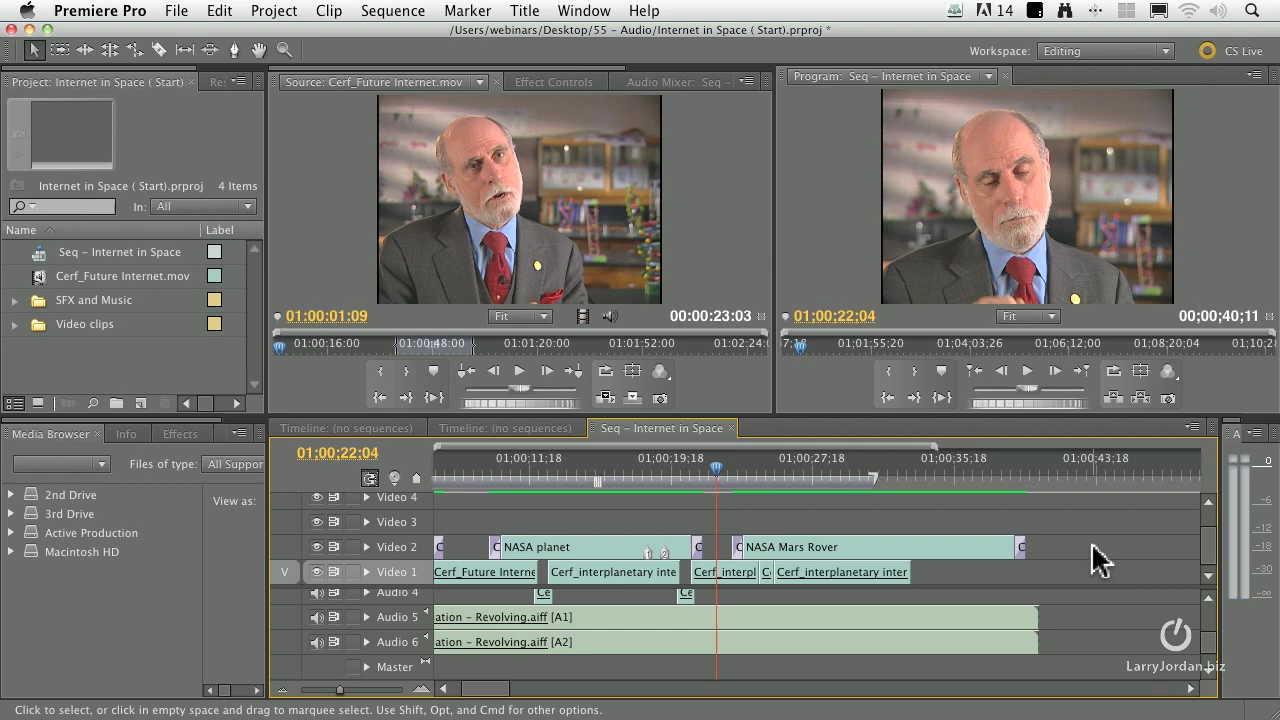 Premiere Pro File Edit Project Clip Sequence Marker Title Window Help 14
/Users/webinars/Desktop/55 – Audio/Internet in Space ( Start).prproj *
Workspace: Editing CS Live
Project: Internet in Space ( Start) × Re:
Source: Cerf_Future Internet.mov × Effect Controls Audio Mixer: Seq –
Program: Seq – Internet in Space ×
Internet in Space ( Start).prproj 4 Items
In: All
Name Label
Seq – Internet in Space
Cerf_Future Internet.mov
SFX and Music
Video clips
01:00:01:09 Fit 00:00:23:03
01:00:16:00 01:00:48:00 01:01:20:00 01:01:52:00 01:02:24:
01;00;22;04 Fit 00;00;40;11
01;01;55;20 01;04;03;26 01;06;12;00 01;08;20;04 01;10;28
Media Browser × Info Effects
Files of type: All Suppor
2nd Drive
3rd Drive
Active Production
Macintosh HD
View as:
Timeline: (no sequences) Timeline: (no sequences) Seq – Internet in Space ×
01;00;22;04
01;00;11;18 01;00;19;18 01;00;27;18 01;00;35;18 01;00;43;18
Video 4
Video 3
Video 2 C C NASA planet C C NASA Mars Rover C
V Video 1 Cerf_Future Interne Cerf_interplanetary inte Cerf_interpl C Cerf_interplanetary inter
Audio 4 Ce Ce
Audio 5 ation – Revolving.aiff [A1]
Audio 6 ation – Revolving.aiff [A2]
Master
A
0
-6
-12
-18
-30
-∞
LarryJordan.biz
Click to select, or click in empty space and drag to marquee select. Use Shift, Opt, and Cmd for other options.